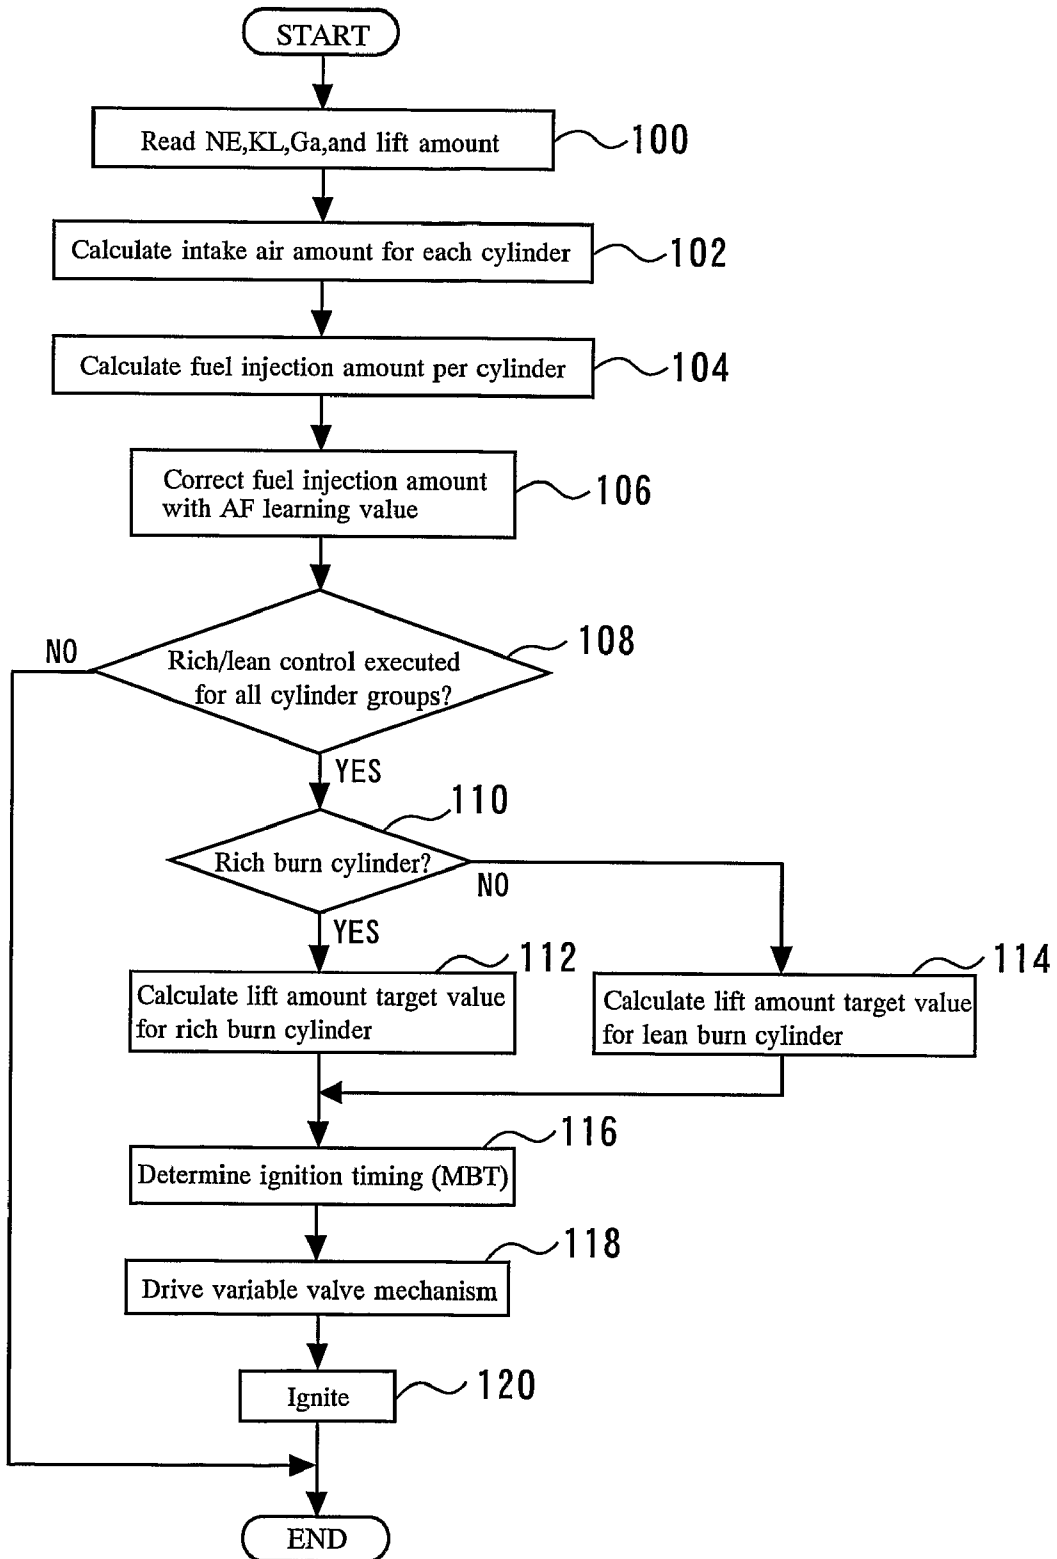 START
Read NE,KL,Ga,and lift amount
100
Calculate intake air amount for each cylinder
102
Calculate fuel injection amount per cylinder
104
Correct fuel injection amount
with AF learning value
106
108
NO
Rich/lean control executed
for all cylinder groups?
YES
110
Rich burn cylinder?
NO
YES
112
114
Calculate lift amount target value
for rich burn cylinder
Calculate lift amount target value
for lean burn cylinder
116
Determine ignition timing (MBT)
118
Drive variable valve mechanism
120
Ignite
END